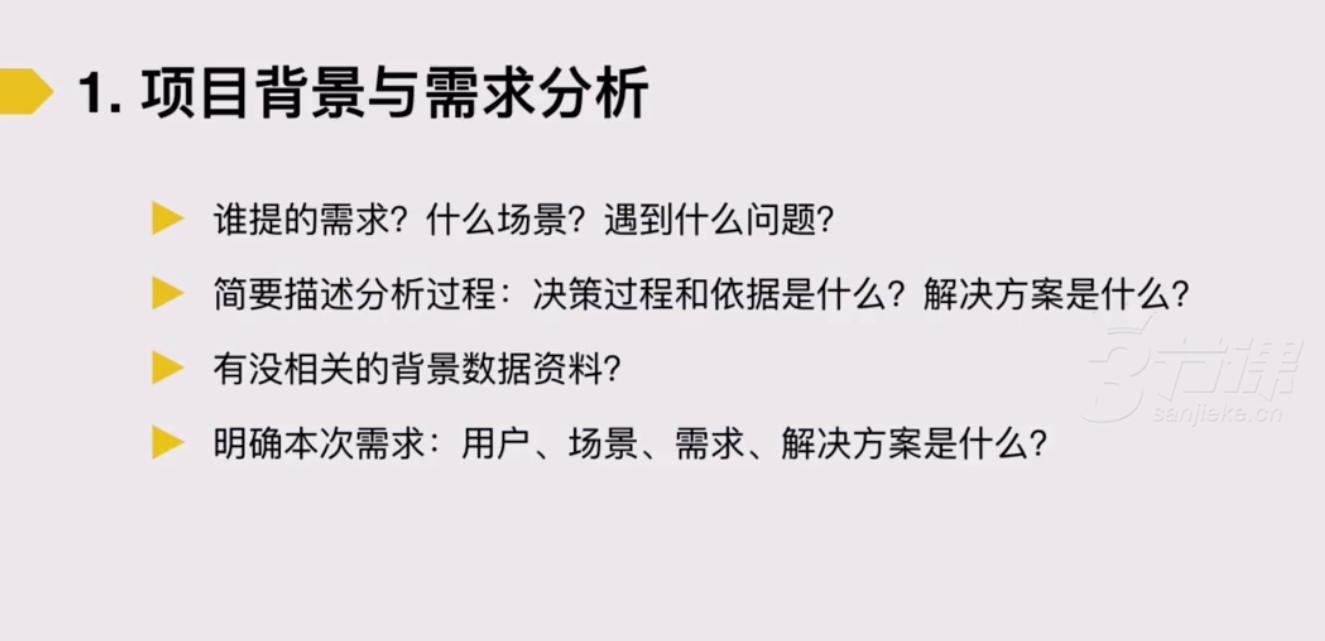 1. 项目背景与需求分析
谁提的需求？什么场景？遇到什么问题？
简要描述分析过程：决策过程和依据是什么？解决方案是什么？
有没相关的背景数据资料？
明确本次需求：用户、场景、需求、解决方案是什么？
3节课
sanjieke.cn